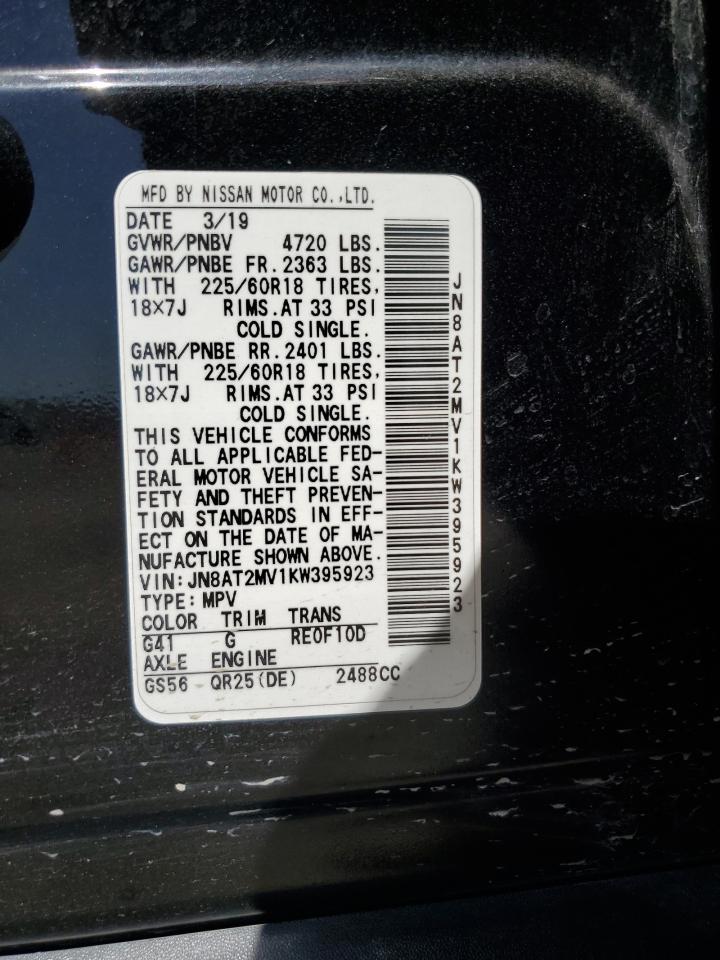 MFD BY NISSAN MOTOR CO.,LTD.
DATE 3/19
GVWR/PNBV 4720 LBS.
GAWR/PNBE FR. 2363 LBS.
WITH 225/60R18 TIRES,
18×7J RIMS.AT 33 PSI
COLD SINGLE.
GAWR/PNBE RR. 2401 LBS.
WITH 225/60R18 TIRES,
18×7J RIMS.AT 33 PSI
COLD SINGLE.
THIS VEHICLE CONFORMS
TO ALL APPLICABLE FED-
ERAL MOTOR VEHICLE SA-
FETY AND THEFT PREVEN-
TION STANDARDS IN EFF-
ECT ON THE DATE OF MA-
NUFACTURE SHOWN ABOVE.
VIN:JN8AT2MV1KW395923
TYPE:MPV
COLOR TRIM TRANS
G41 G RE0F10D
AXLE ENGINE
GS56 QR25(DE) 2488CC
JN8AT2MV1KW395923